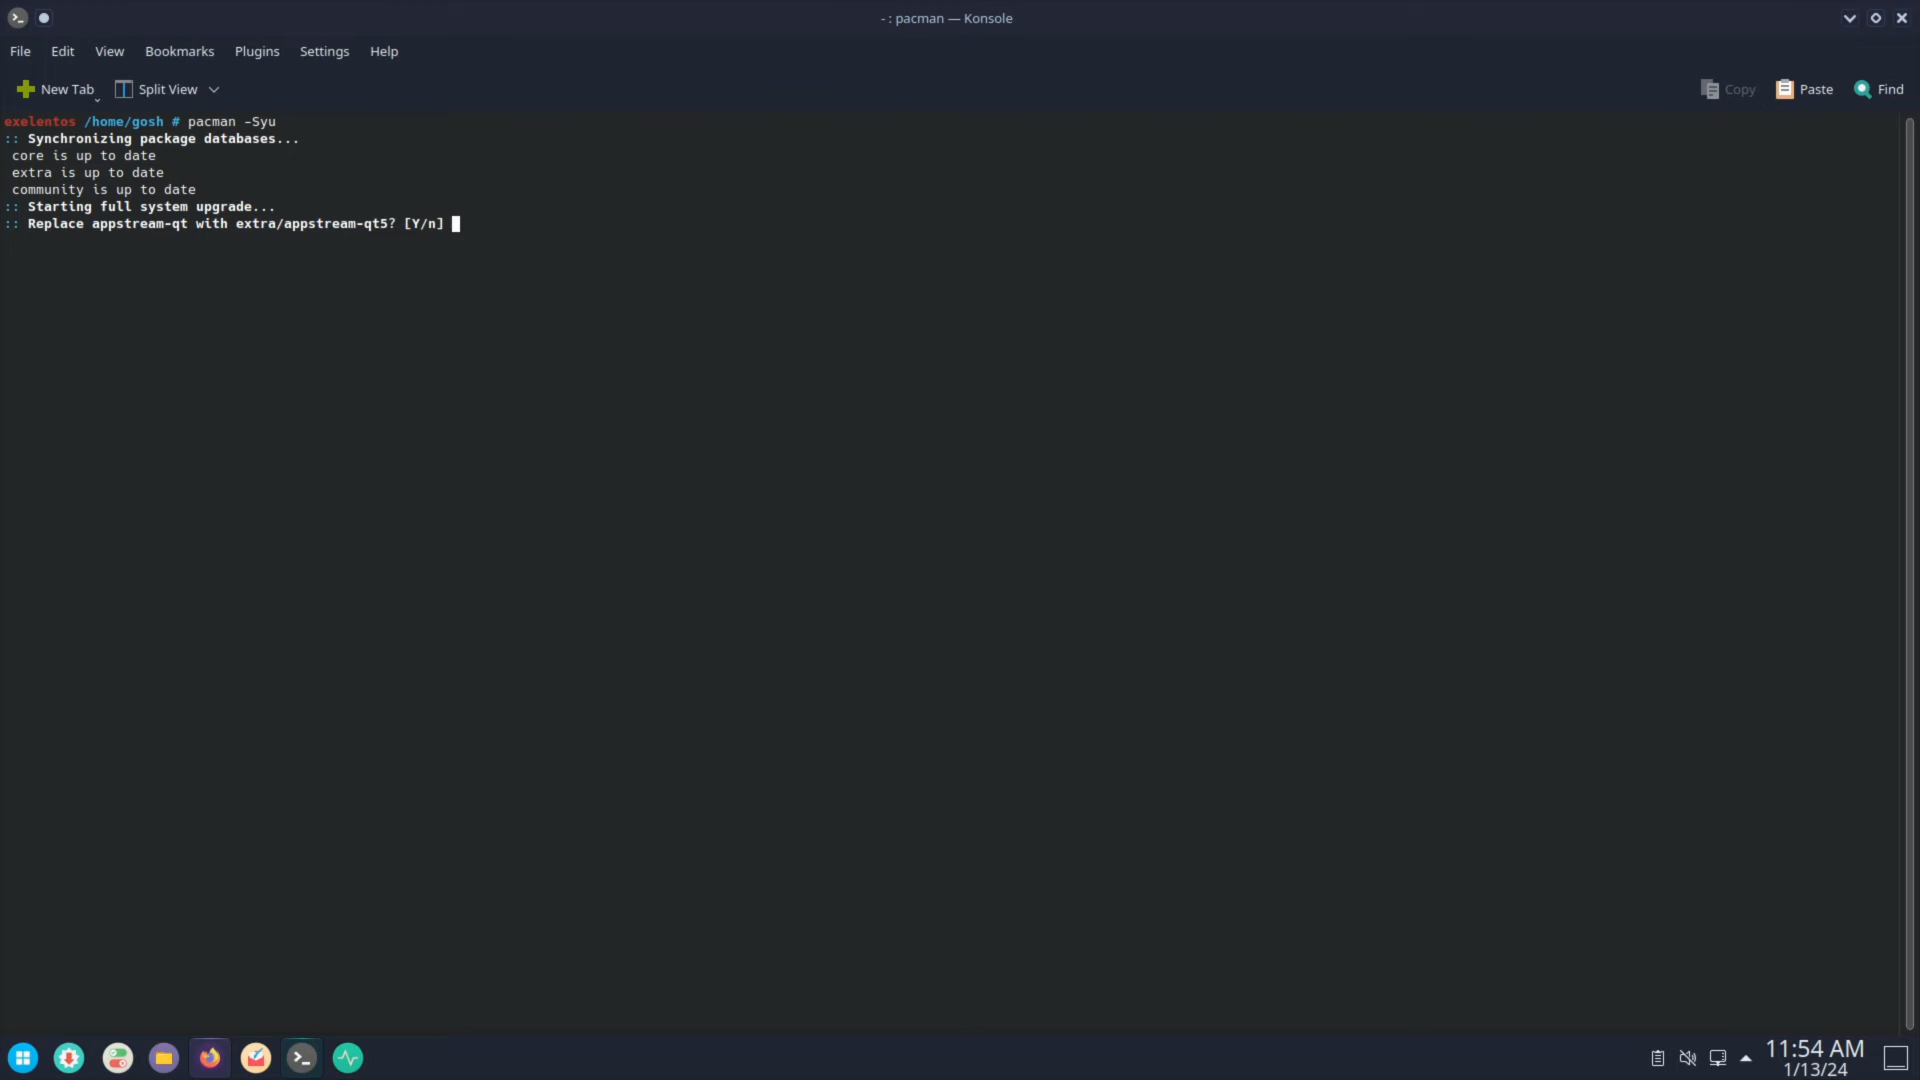 - : pacman — Konsole
File Edit View Bookmarks Plugins Settings Help
New Tab Split View Copy Paste Find
exelentos /home/gosh # pacman -Syu
:: Synchronizing package databases...
core is up to date
extra is up to date
community is up to date
:: Starting full system upgrade...
:: Replace appstream-qt with extra/appstream-qt5? [Y/n]
11:54 AM
1/13/24